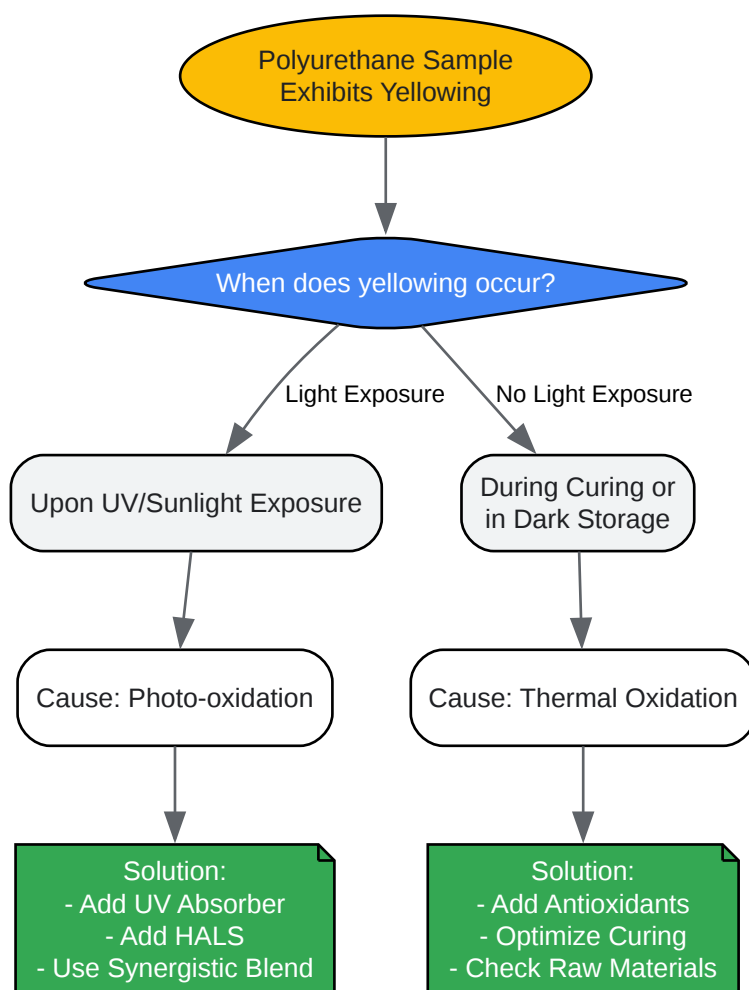 Polyurethane Sample
Exhibits Yellowing
When does yellowing occur?
Light Exposure
No Light Exposure
Upon UV/Sunlight Exposure
During Curing or
in Dark Storage
Cause: Photo-oxidation
Cause: Thermal Oxidation
Solution:
- Add UV Absorber
- Add HALS
- Use Synergistic Blend
Solution:
- Add Antioxidants
- Optimize Curing
- Check Raw Materials